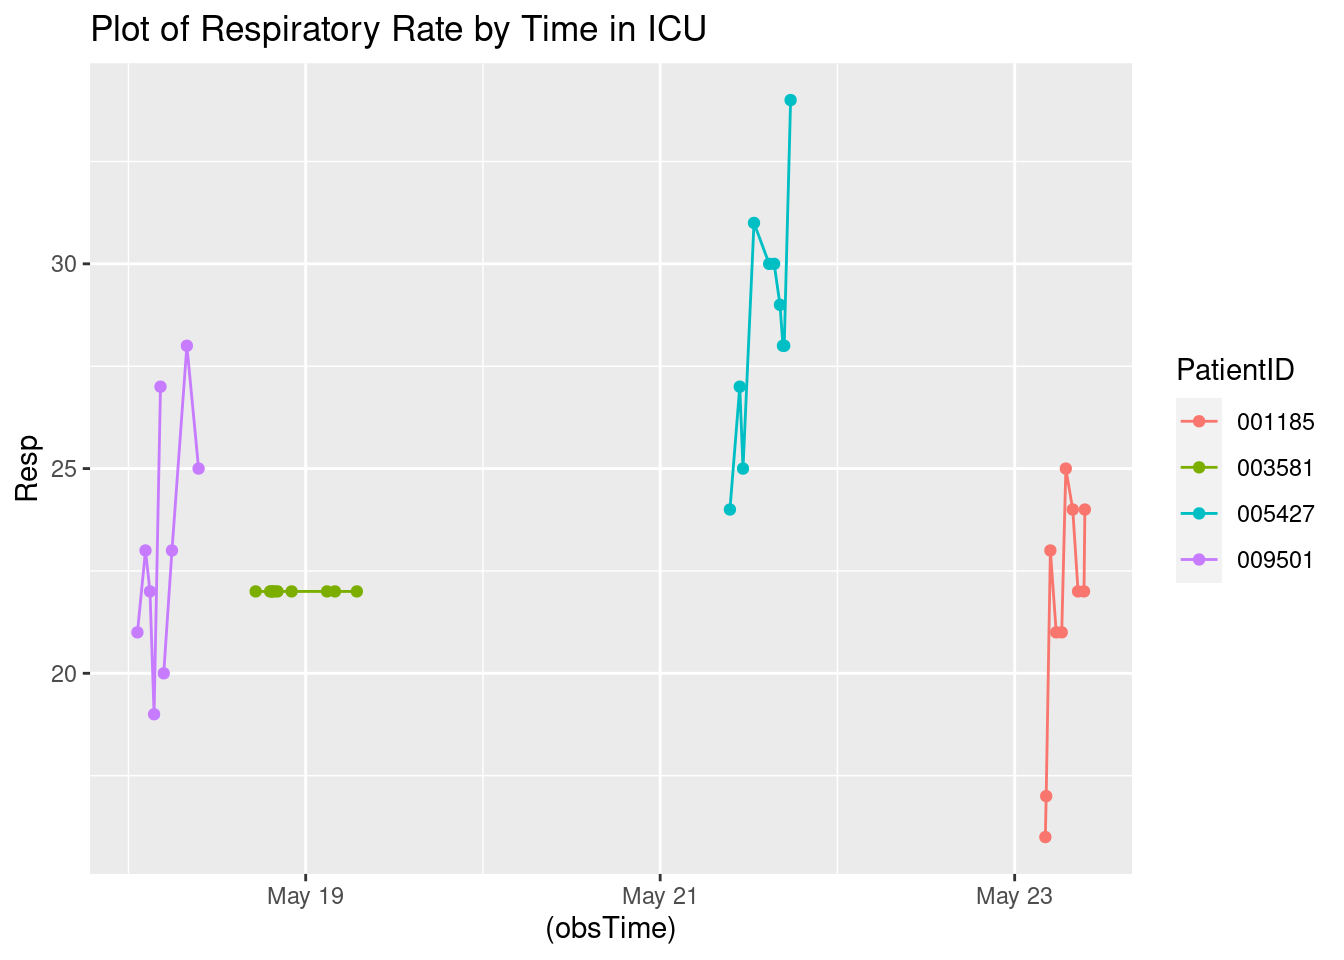 Plot of Respiratory Rate by Time in ICU
Resp
30
25
20
May 19
May 21
May 23
(obsTime)
PatientID
001185
003581
005427
009501